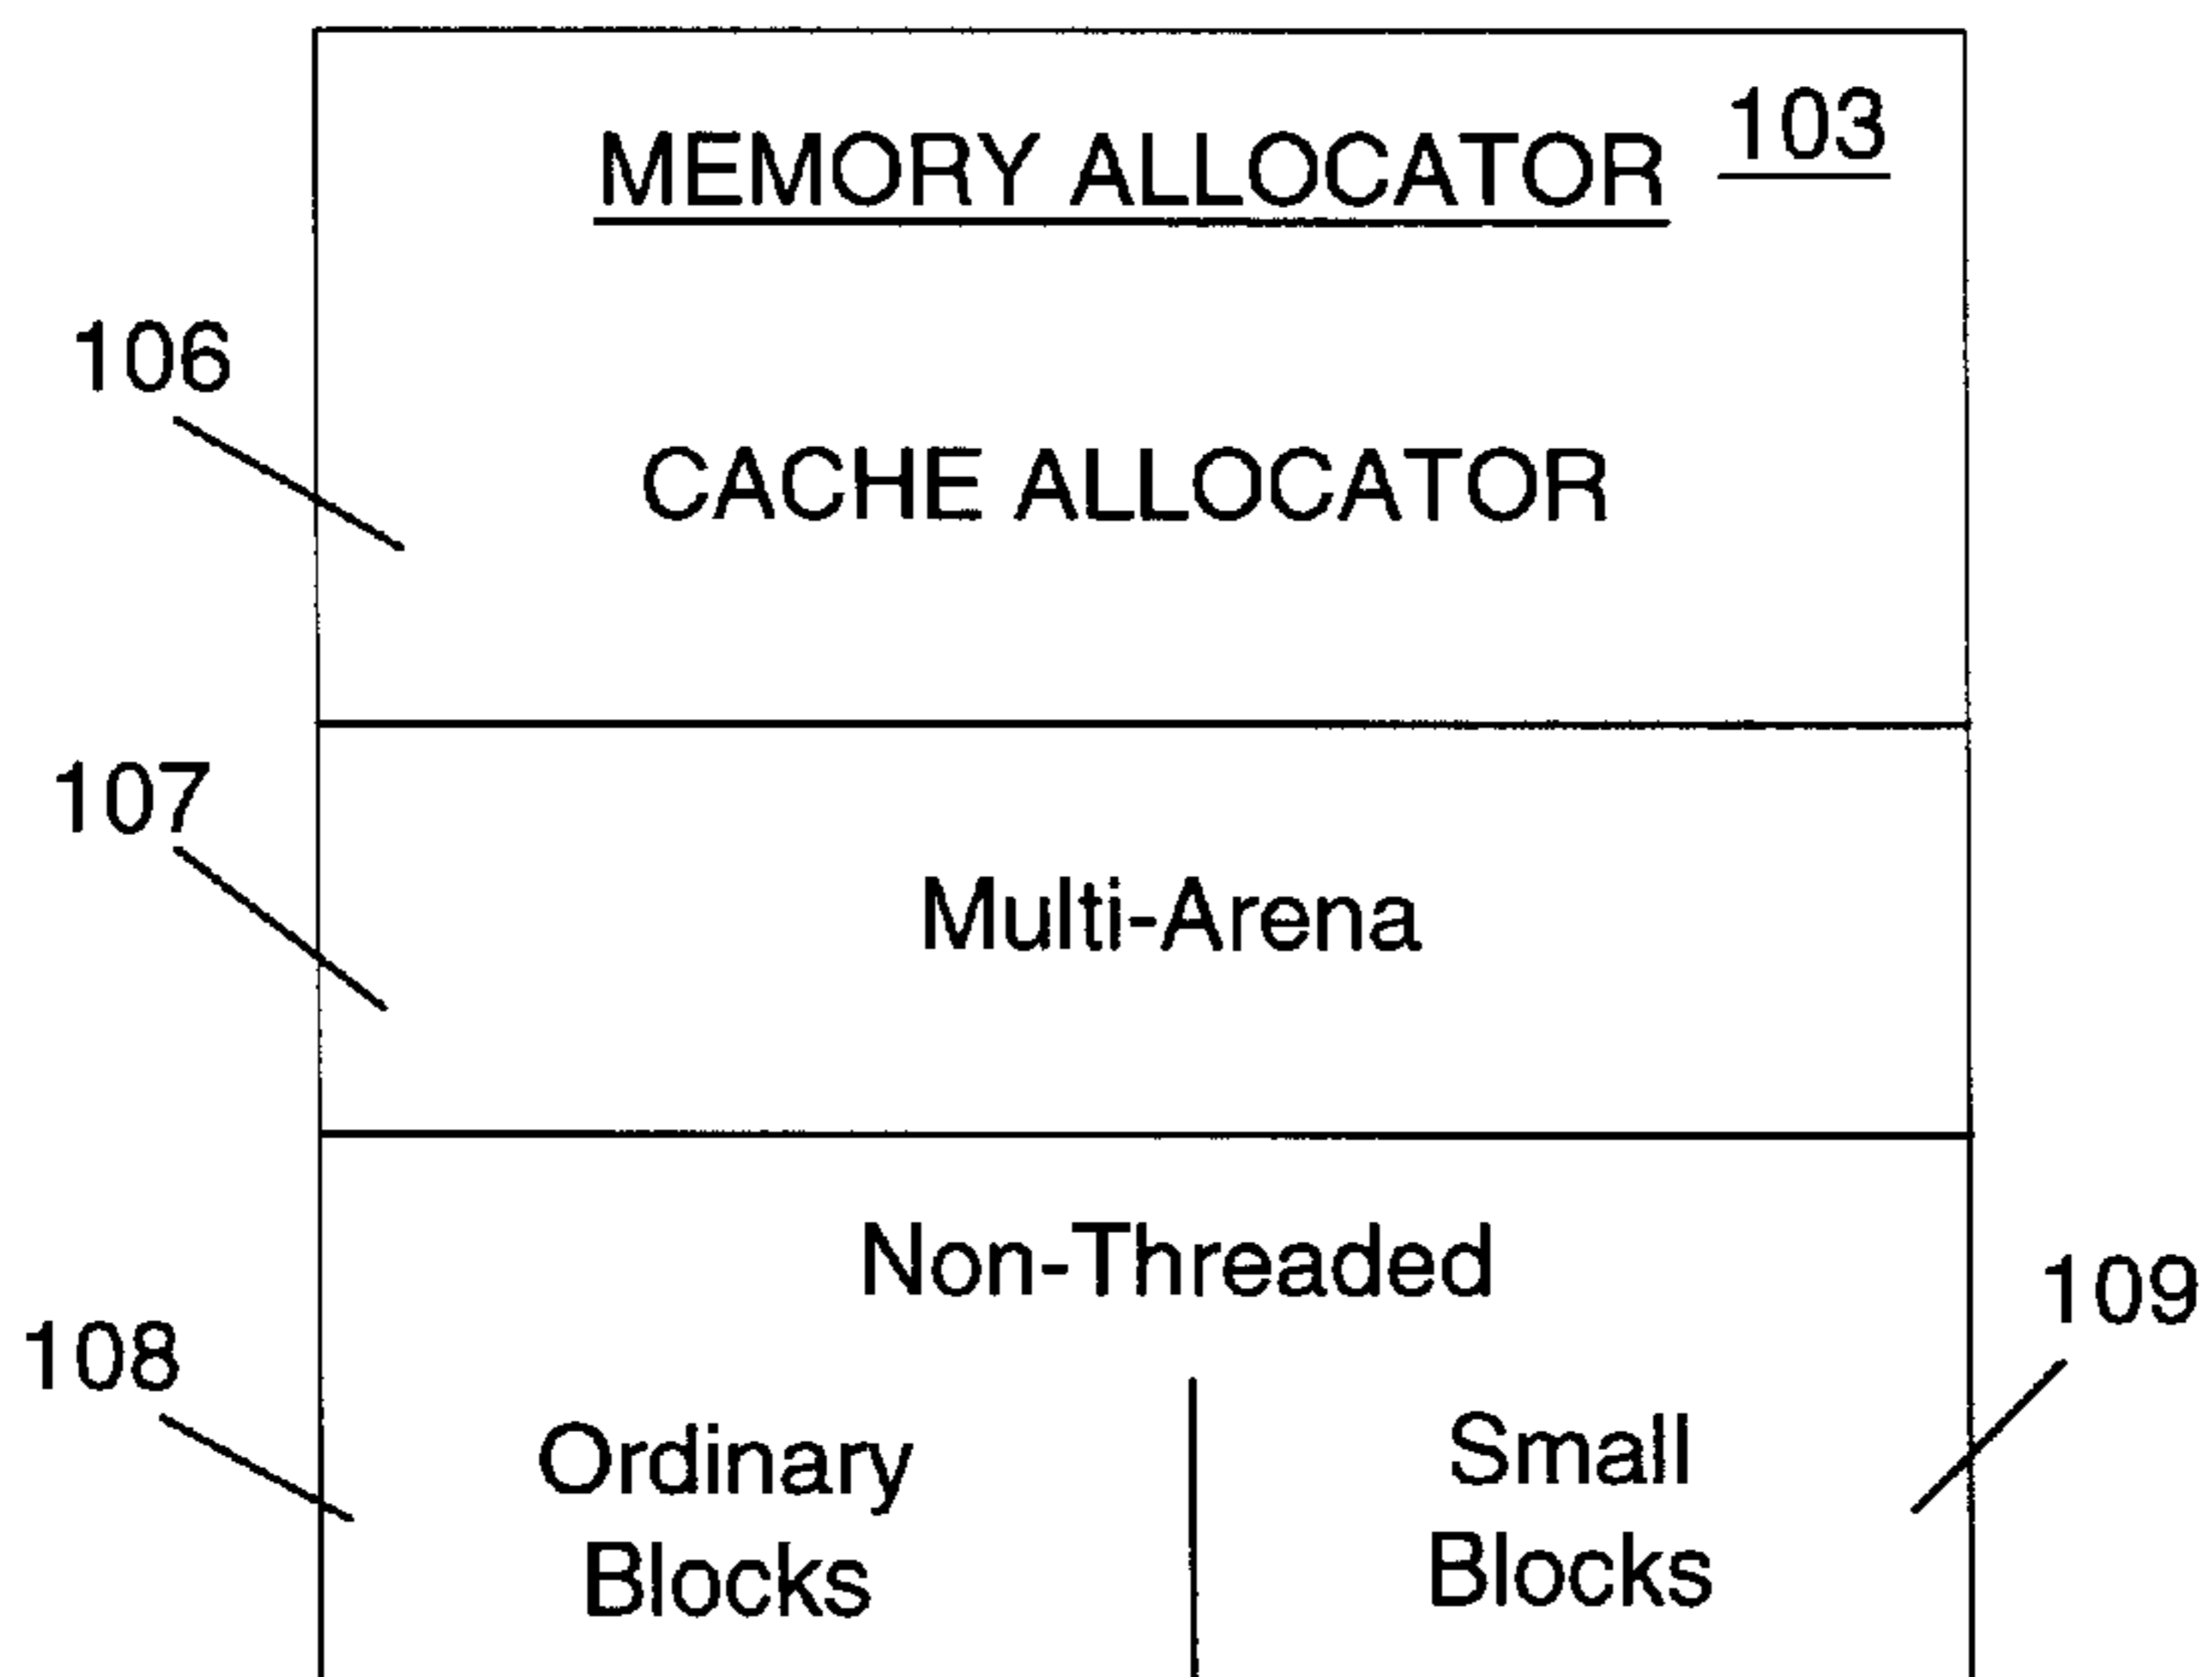 103
MEMORY ALLOCATOR
106
CACHE ALLOCATOR
107
Multi-Arena
Non-Threaded
109
108
Ordinary
Blocks
Small
Blocks